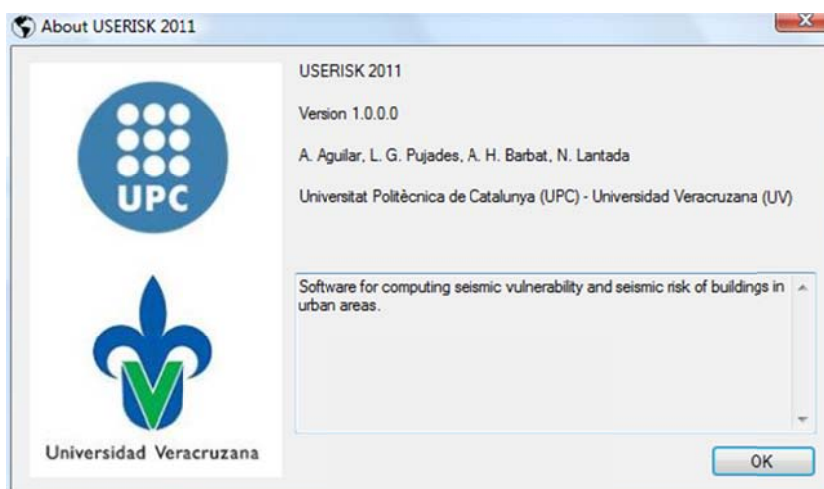 About USERISK 2011
USERISK 2011
Version 1.0.0.0
A. Aguilar, L. G. Pujades, A. H. Barbat, N. Lantada
Universitat Politècnica de Catalunya (UPC) - Universidad Veracruzana (UV)
UPC
Software for computing seismic vulnerability and seismic risk of buildings in
urban areas.
Universidad Veracruzana
OK